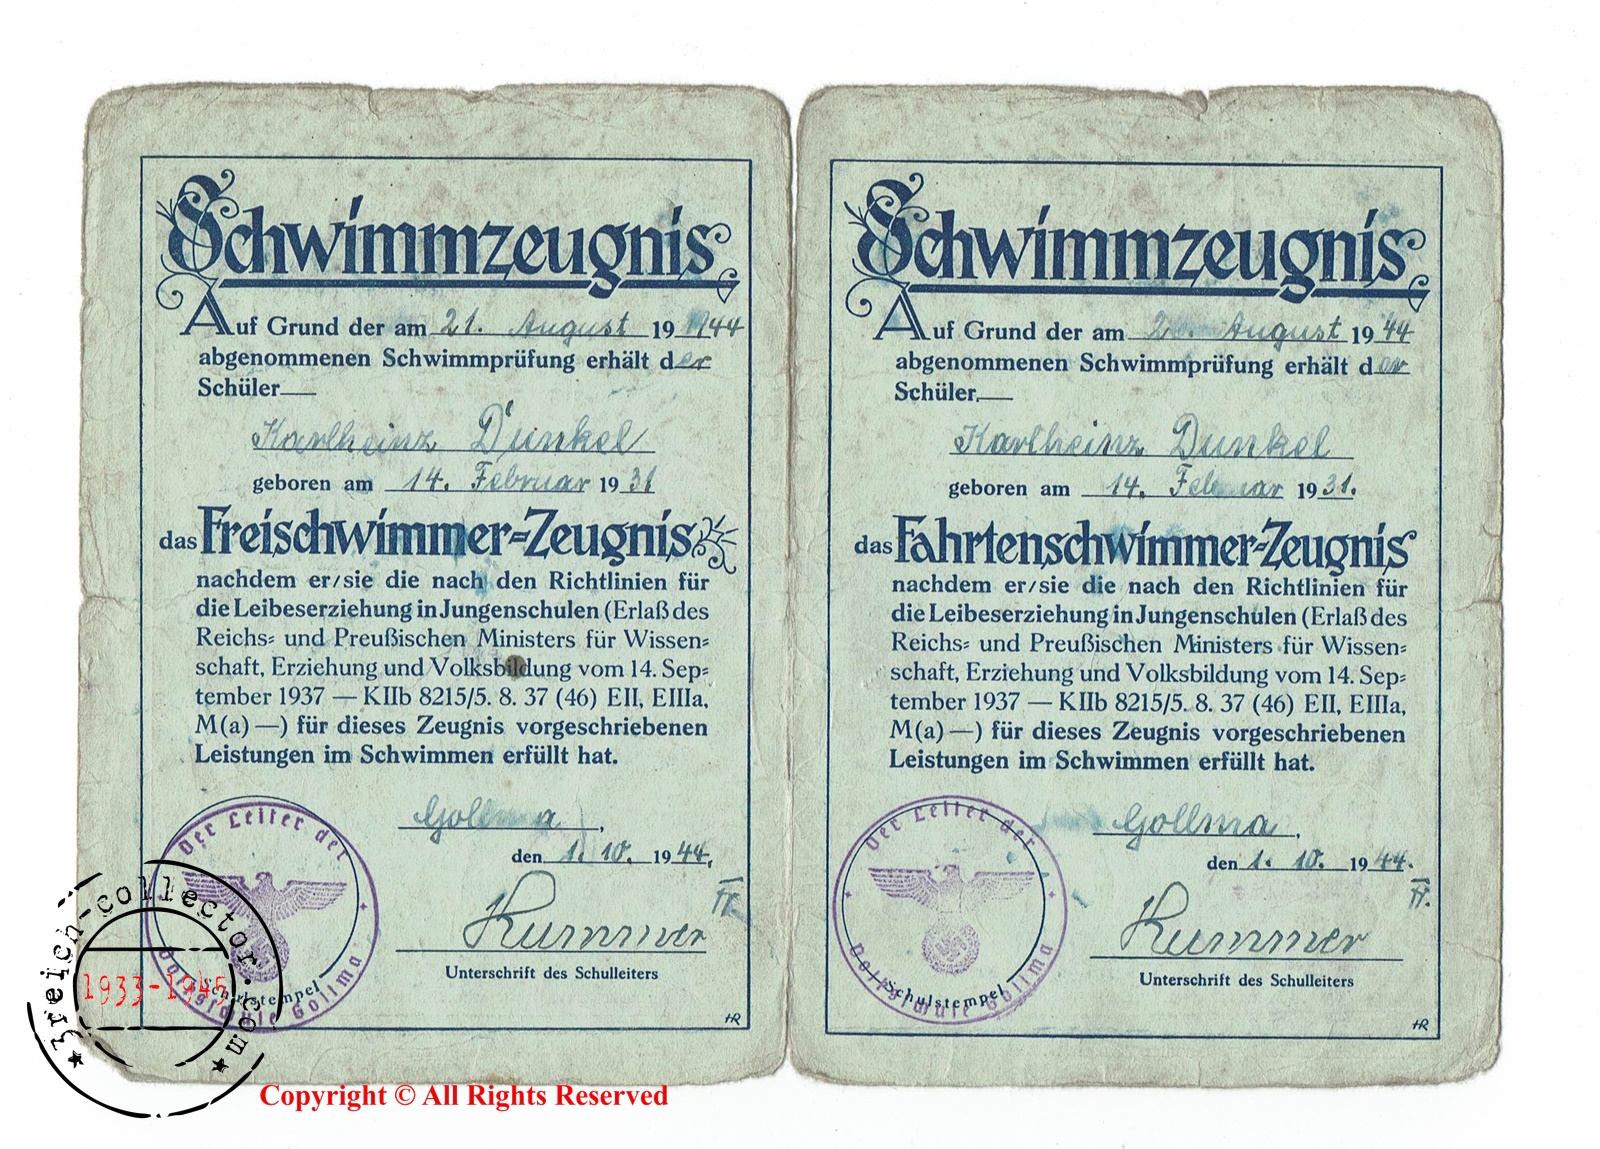 Schwimmzeugnis
Auf Grund der am 21. August 1944
abgenommenen Schwimmprüfung erhält der
Schüler
Karlheinz Dunkel
geboren am 14. Februar 1931
das Freischwimmer=Zeugnis
nachdem er/sie die nach den Richtlinien für
die Leibeserziehung in Jungenschulen (Erlaß des
Reichs= und Preußischen Ministers für Wissen=
schaft, Erziehung und Volksbildung vom 14. Sep=
tember 1937 — KIIb 8215/5. 8. 37 (46) EII, EIIIa,
M(a) —) für dieses Zeugnis vorgeschriebenen
Leistungen im Schwimmen erfüllt hat.
Gollma,
den 1. 10. 1944.
Kummer
Unterschrift des Schulleiters
Der Leiter der
Volksschule Gollma
Schulstempel
HR
Schwimmzeugnis
Auf Grund der am 2 . August 1944
abgenommenen Schwimmprüfung erhält der
Schüler
Karlheinz Dunkel
geboren am 14. Februar 1931.
das Fahrtenschwimmer=Zeugnis
nachdem er/sie die nach den Richtlinien für
die Leibeserziehung in Jungenschulen (Erlaß des
Reichs= und Preußischen Ministers für Wissen=
schaft, Erziehung und Volksbildung vom 14. Sep=
tember 1937 — KIIb 8215/5. 8. 37 (46) EII, EIIIa,
M(a) —) für dieses Zeugnis vorgeschriebenen
Leistungen im Schwimmen erfüllt hat.
Gollma,
den 1. 10. 1944.
Kummer
Unterschrift des Schulleiters
Der Leiter der
Volksschule Gollma
Schulstempel
HR
3reich-collector.com
1933-1945
Copyright © All Rights Reserved